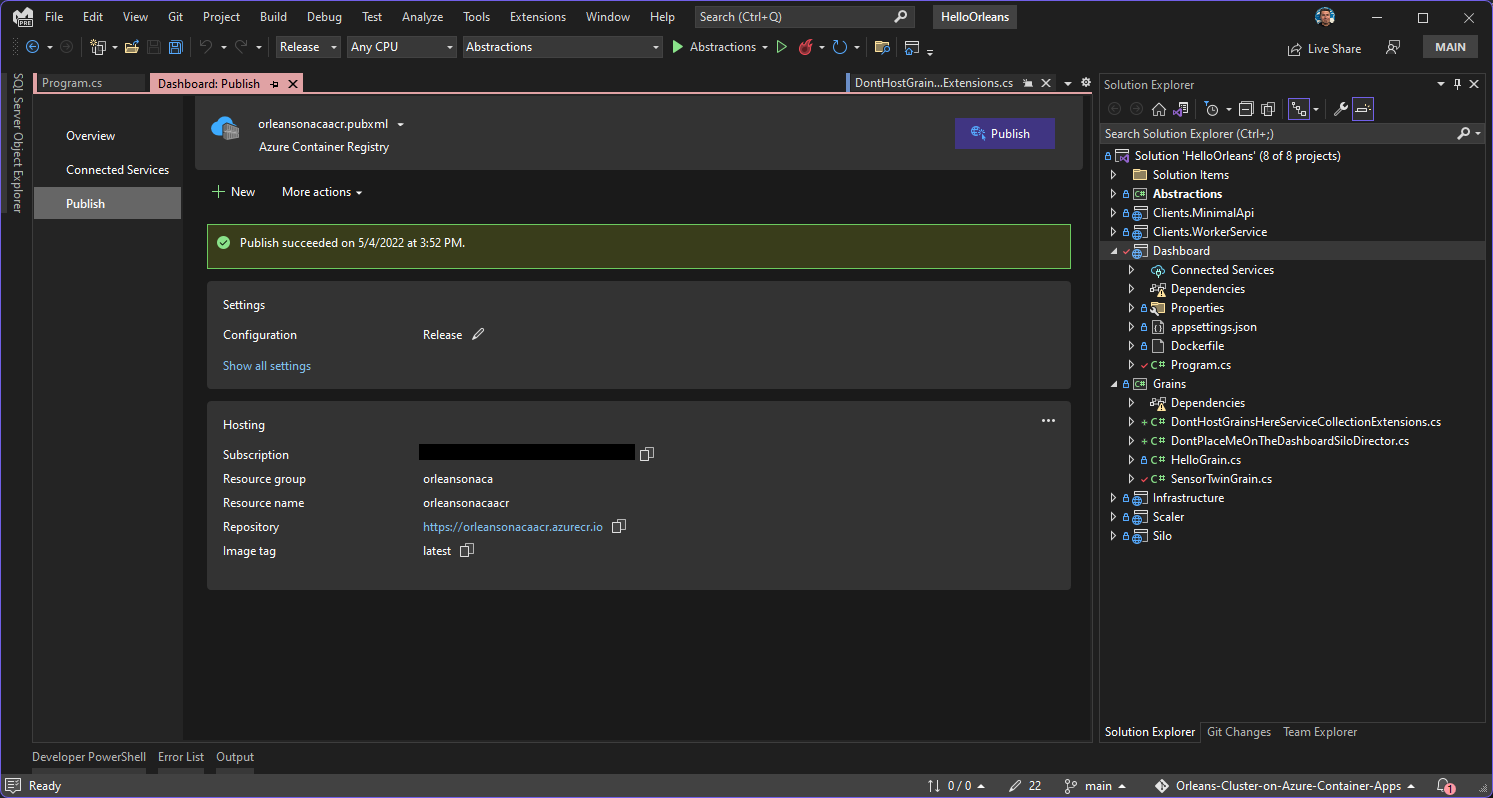 File Edit View Git Project Build Debug Test Analyze Tools Extensions Window Help Search (Ctrl+Q) HelloOrleans
PRE
Release Any CPU Abstractions Abstractions Live Share MAIN
SQL Server Object Explorer
Program.cs Dashboard: Publish DontHostGrain...Extensions.cs
Overview
Connected Services
Publish
orleansonacaacr.pubxml
Azure Container Registry
Publish
New More actions
Publish succeeded on 5/4/2022 at 3:52 PM.
Settings
Configuration Release
Show all settings
Hosting
Subscription
Resource group orleansonaca
Resource name orleansonacaacr
Repository https://orleansonacaacr.azurecr.io
Image tag latest
Solution Explorer
Search Solution Explorer (Ctrl+;)
Solution 'HelloOrleans' (8 of 8 projects)
Solution Items
C# Abstractions
Clients.MinimalApi
Clients.WorkerService
Dashboard
Connected Services
Dependencies
Properties
appsettings.json
Dockerfile
C# Program.cs
C# Grains
Dependencies
C# DontHostGrainsHereServiceCollectionExtensions.cs
C# DontPlaceMeOnTheDashboardSiloDirector.cs
C# HelloGrain.cs
C# SensorTwinGrain.cs
Infrastructure
Scaler
Silo
Solution Explorer Git Changes Team Explorer
Developer PowerShell Error List Output
Ready 0 / 0 22 main Orleans-Cluster-on-Azure-Container-Apps 1